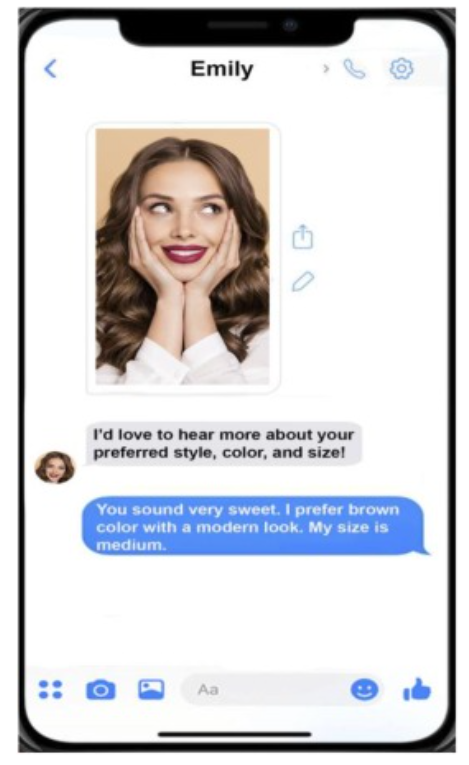 Emily
I'd love to hear more about your
preferred style, color, and size!
You sound very sweet. I prefer brown
color with a modern look. My size is
medium.
Aa